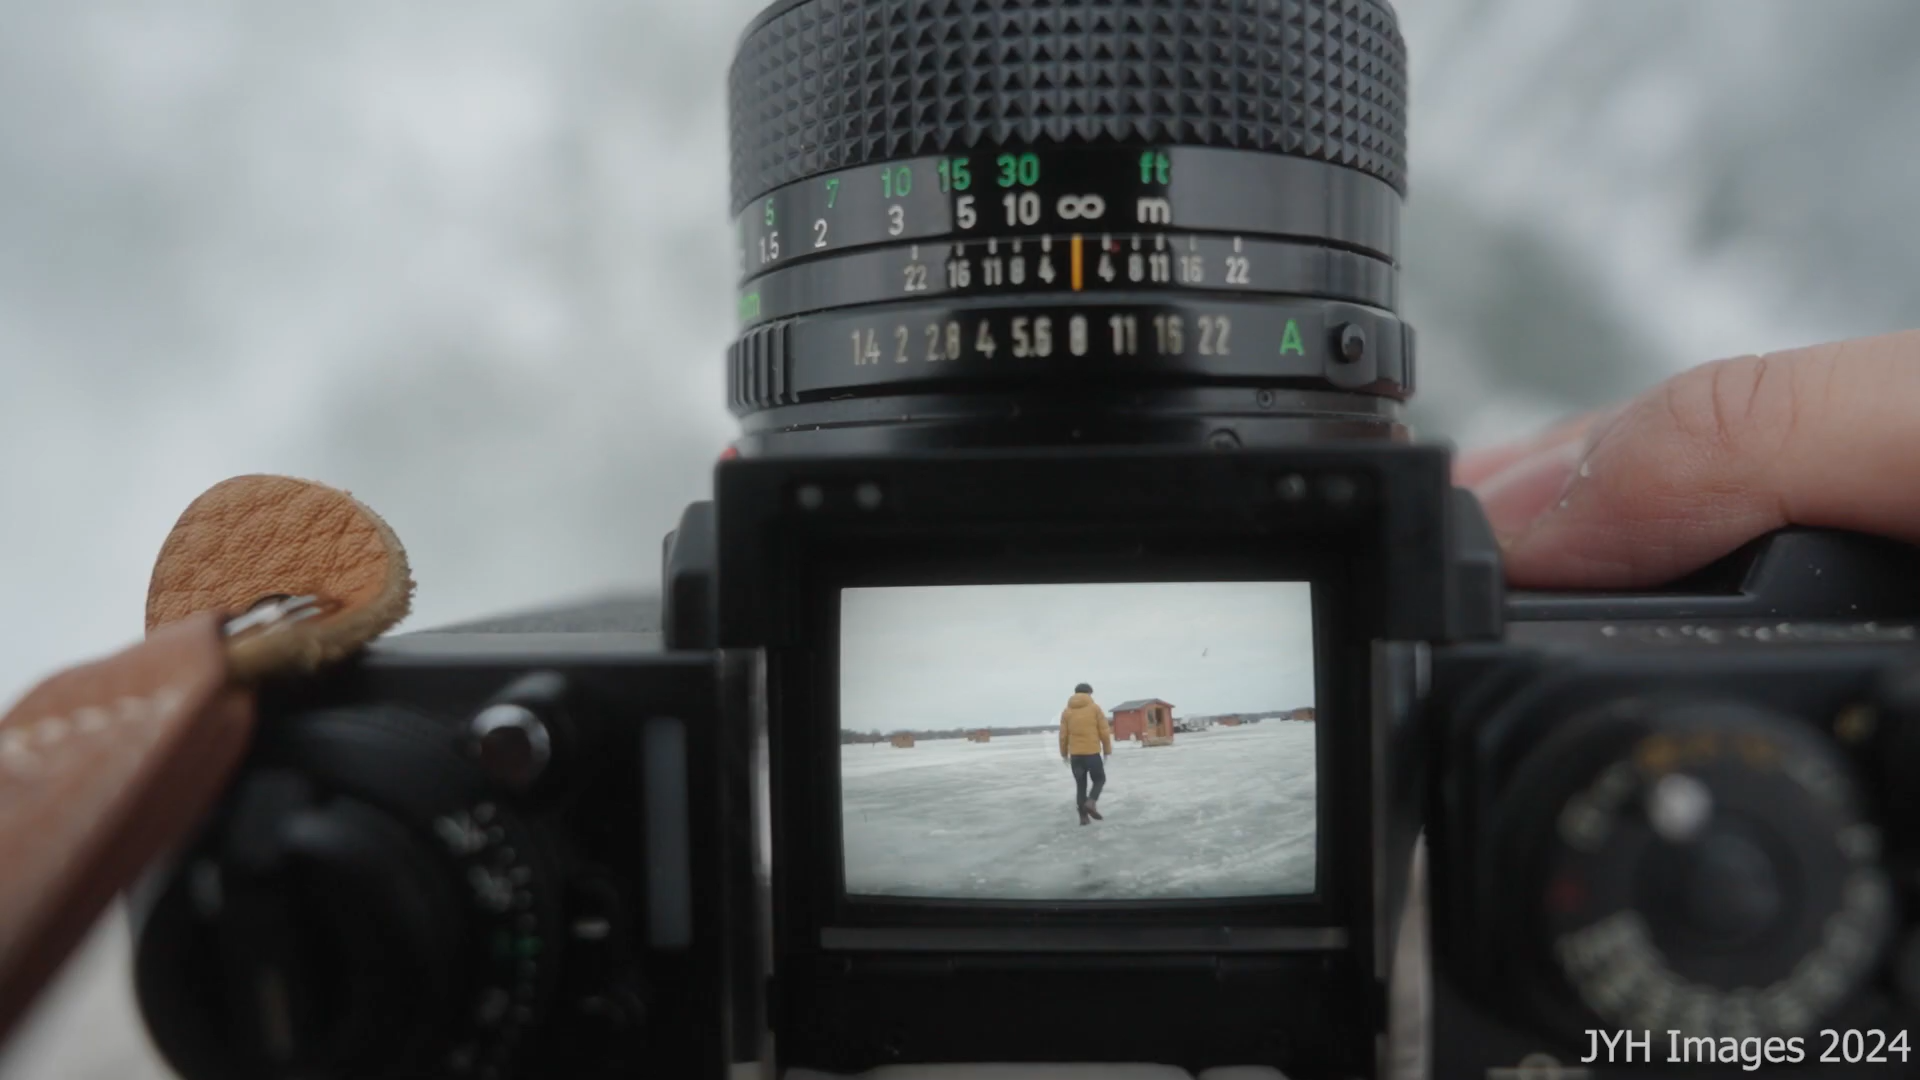 5 7 10 15 30 ft
1.5 2 3 5 10 ∞ m
22 16 11 8 4 4 8 11 16 22
1.4 2 2.8 4 5.6 8 11 16 22 A
JYH Images 2024